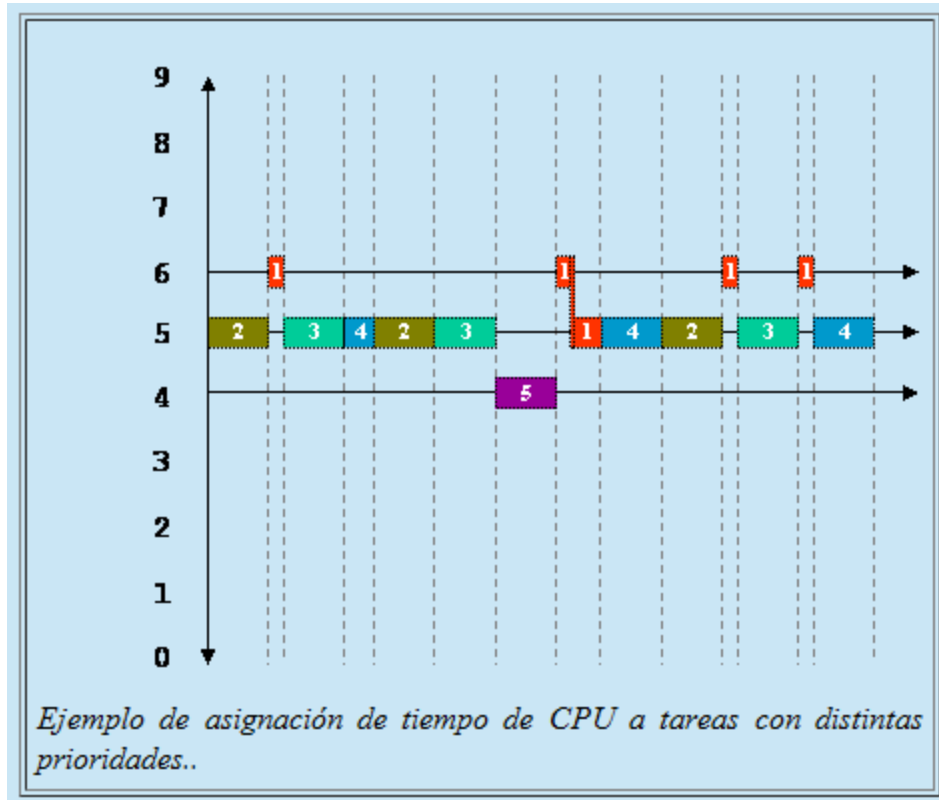 9
8
7
6 1 1 1 1
5 2 3 4 2 3 1 4 2 3 4
4 5
3
2
1
0
Ejemplo de asignación de tiempo de CPU a tareas con distintas
prioridades..